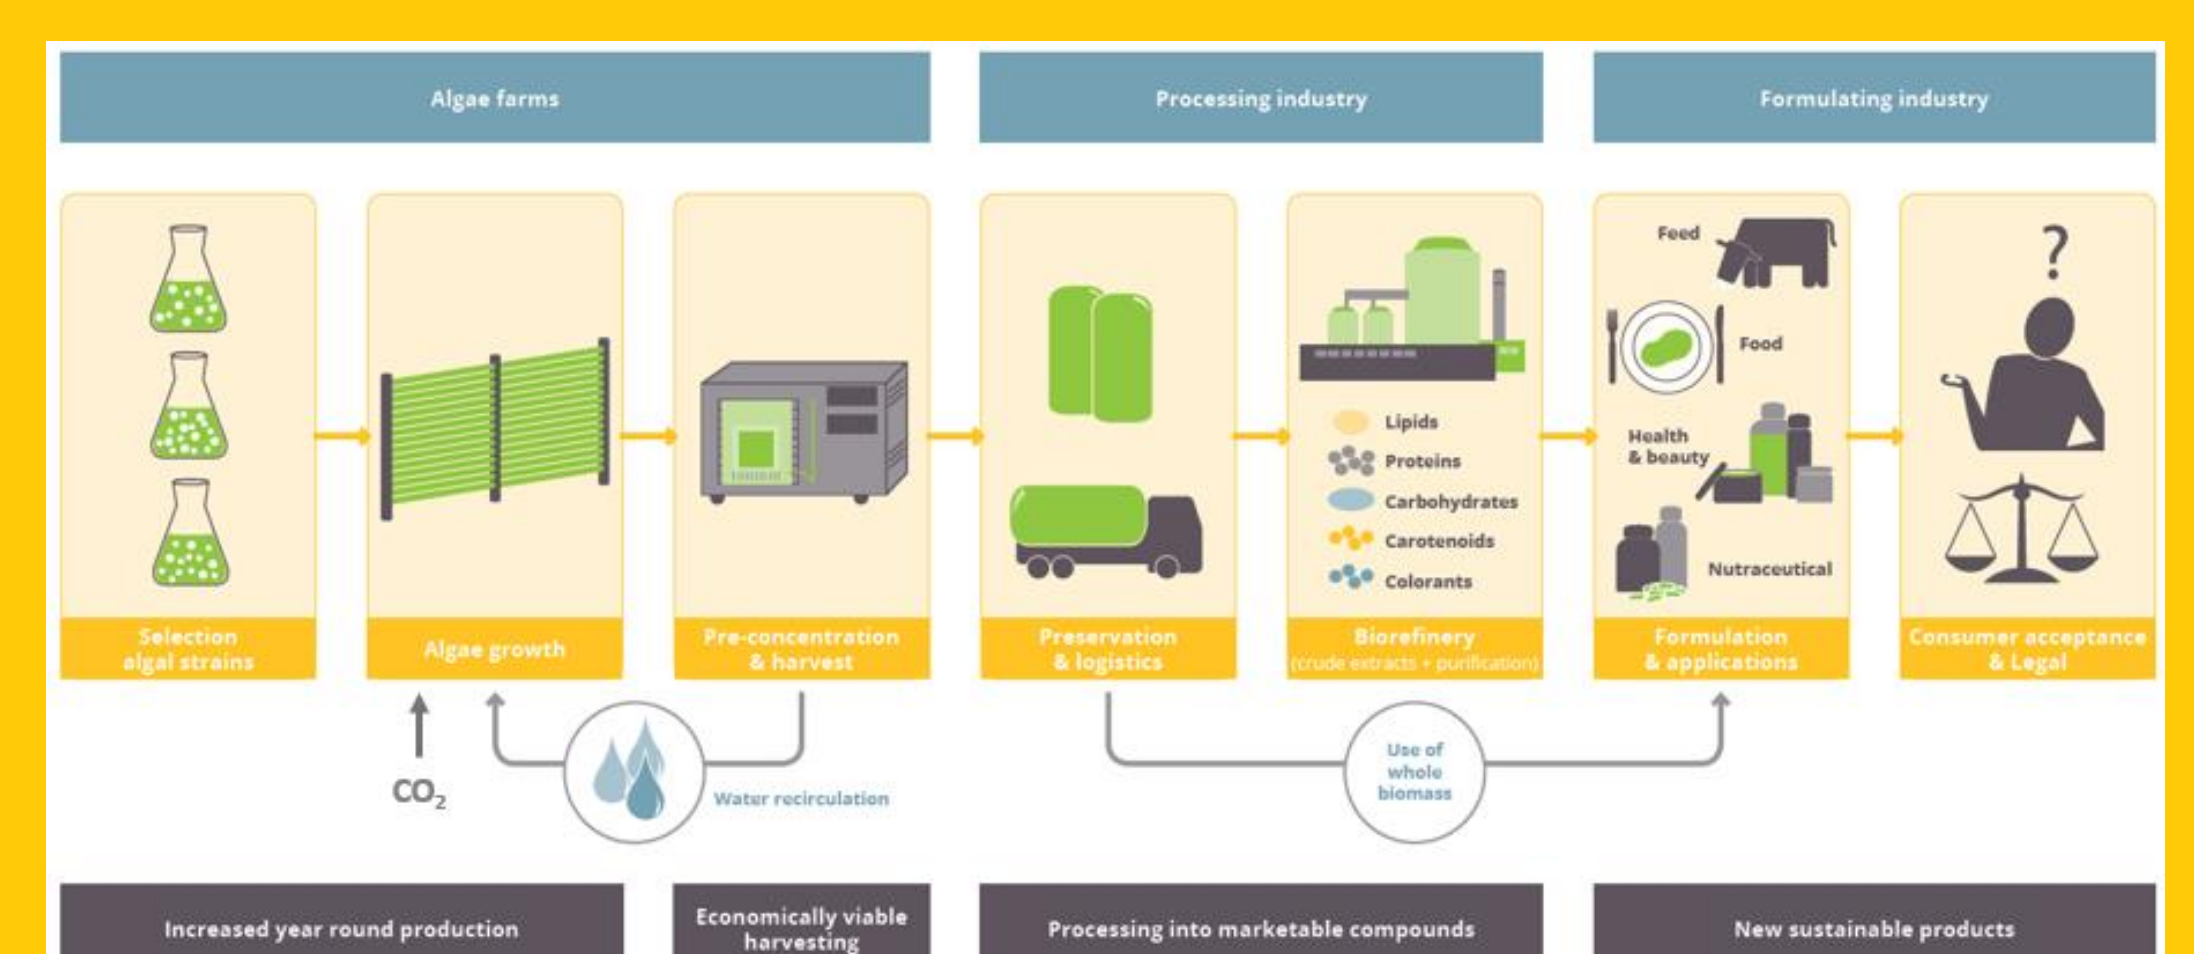 Algae farms
Processing industry
Formulating industry
Feed
Food
Health
& beauty
Nutraceutical
Lipids
Proteins
Carbohydrates
Carotenoids
Colorants
?
Selection
algal strains
Algae growth
Pre-concentration
& harvest
Preservation
& logistics
Biorefinery
(crude extracts + purification)
Formulation
& applications
Consumer acceptance
& Legal
CO₂
Water recirculation
Use of
whole
biomass
Increased year round production
Economically viable
harvesting
Processing into marketable compounds
New sustainable products